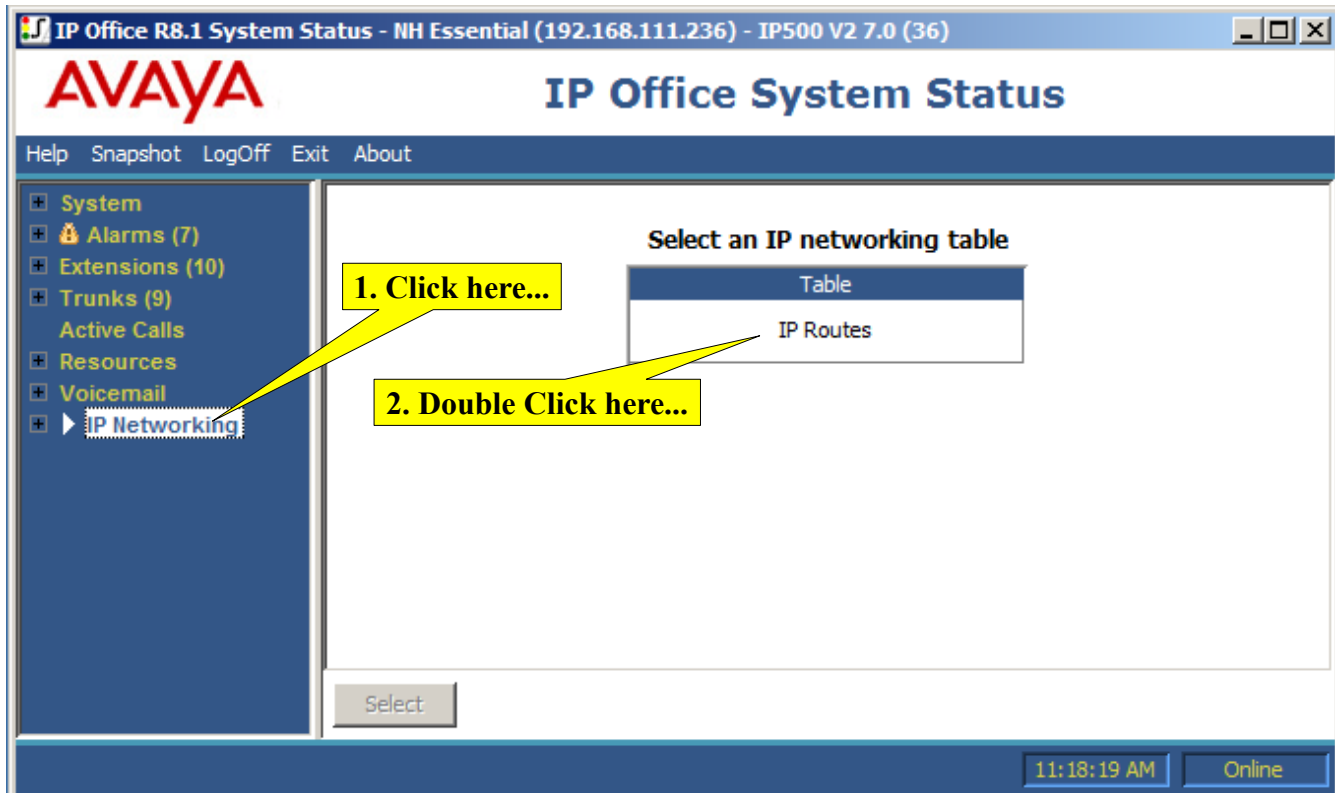 IP Office R8.1 System Status - NH Essential (192.168.111.236) - IP500 V2 7.0 (36)
AVAYA
IP Office System Status
Help Snapshot LogOff Exit About
System
Alarms (7)
Extensions (10)
Trunks (9)
Active Calls
Resources
Voicemail
IP Networking
1. Click here...
Select an IP networking table
Table
IP Routes
2. Double Click here...
Select
11:18:19 AM
Online